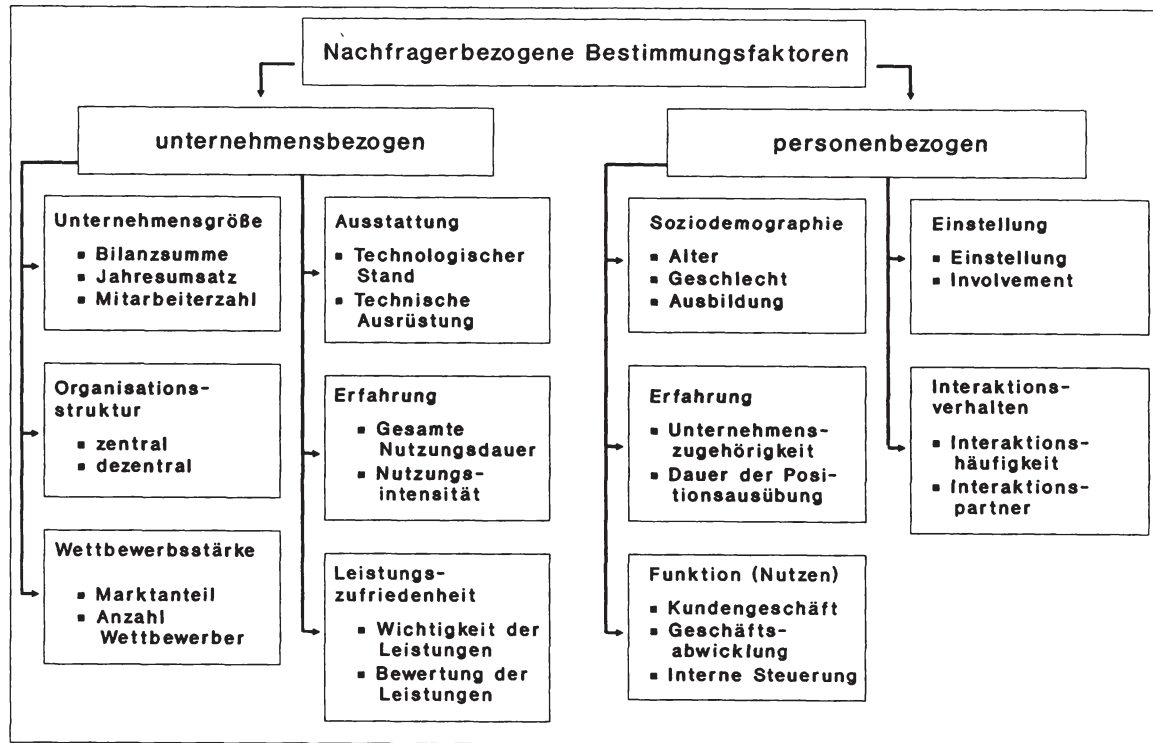 Nachfragerbezogene Bestimmungsfaktoren
unternehmensbezogen
Unternehmensgröße
▪ Bilanzsumme
▪ Jahresumsatz
▪ Mitarbeiterzahl
Organisations-
struktur
▪ zentral
▪ dezentral
Wettbewerbsstärke
▪ Marktanteil
▪ Anzahl
Wettbewerber
Ausstattung
▪ Technologischer
Stand
▪ Technische
Ausrüstung
Erfahrung
▪ Gesamte
Nutzungsdauer
▪ Nutzungs-
intensität
Leistungs-
zufriedenheit
▪ Wichtigkeit der
Leistungen
▪ Bewertung der
Leistungen
personenbezogen
Soziodemographie
▪ Alter
▪ Geschlecht
▪ Ausbildung
Erfahrung
▪ Unternehmens-
zugehörigkeit
▪ Dauer der Posi-
tionsausübung
Funktion (Nutzen)
▪ Kundengeschäft
▪ Geschäfts-
abwicklung
▪ Interne Steuerung
Einstellung
▪ Einstellung
▪ Involvement
Interaktions-
verhalten
▪ Interaktions-
häufigkeit
▪ Interaktions-
partner